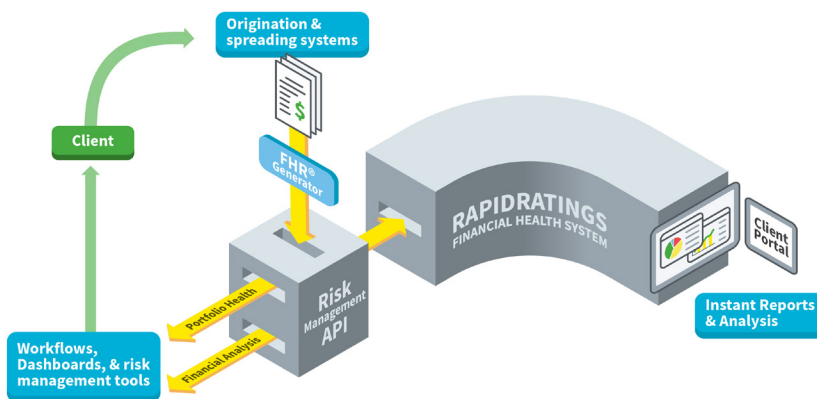 Origination &
spreading systems
$
Client
FHR®
Generator
RAPIDRATINGS
FINANCIAL HEALTH SYSTEM
Client
Portal
Risk
Management
API
Portfolio Health
Financial Analysis
Instant Reports
& Analysis
Workflows,
Dashboards, & risk
management tools